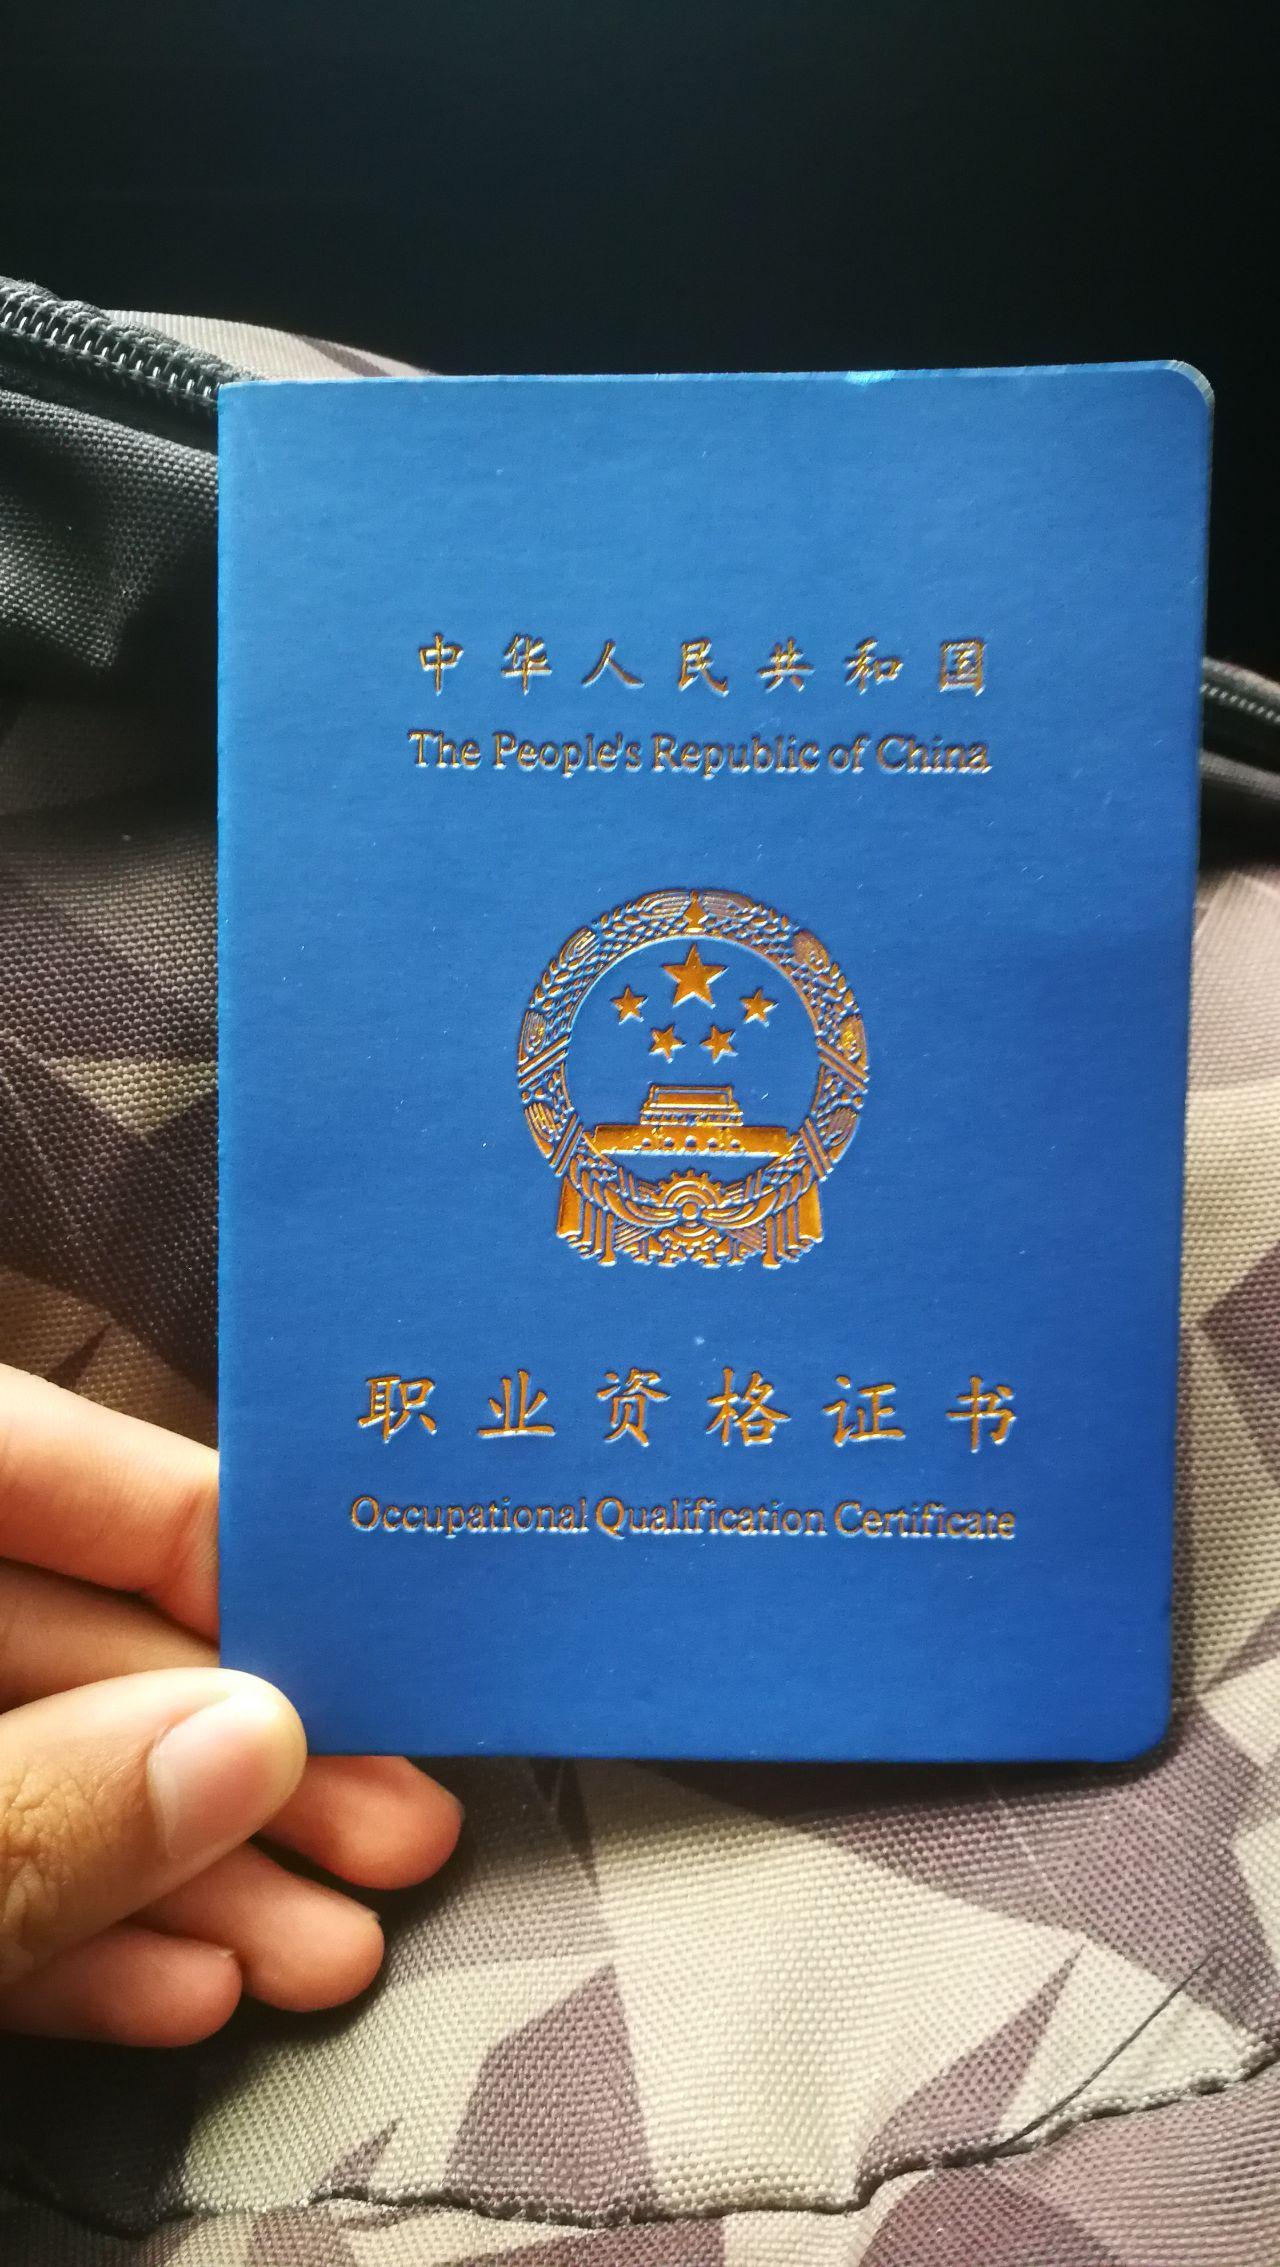 中华人民共和国
The People's Republic of China
职业资格证书
Occupational Qualification Certificate